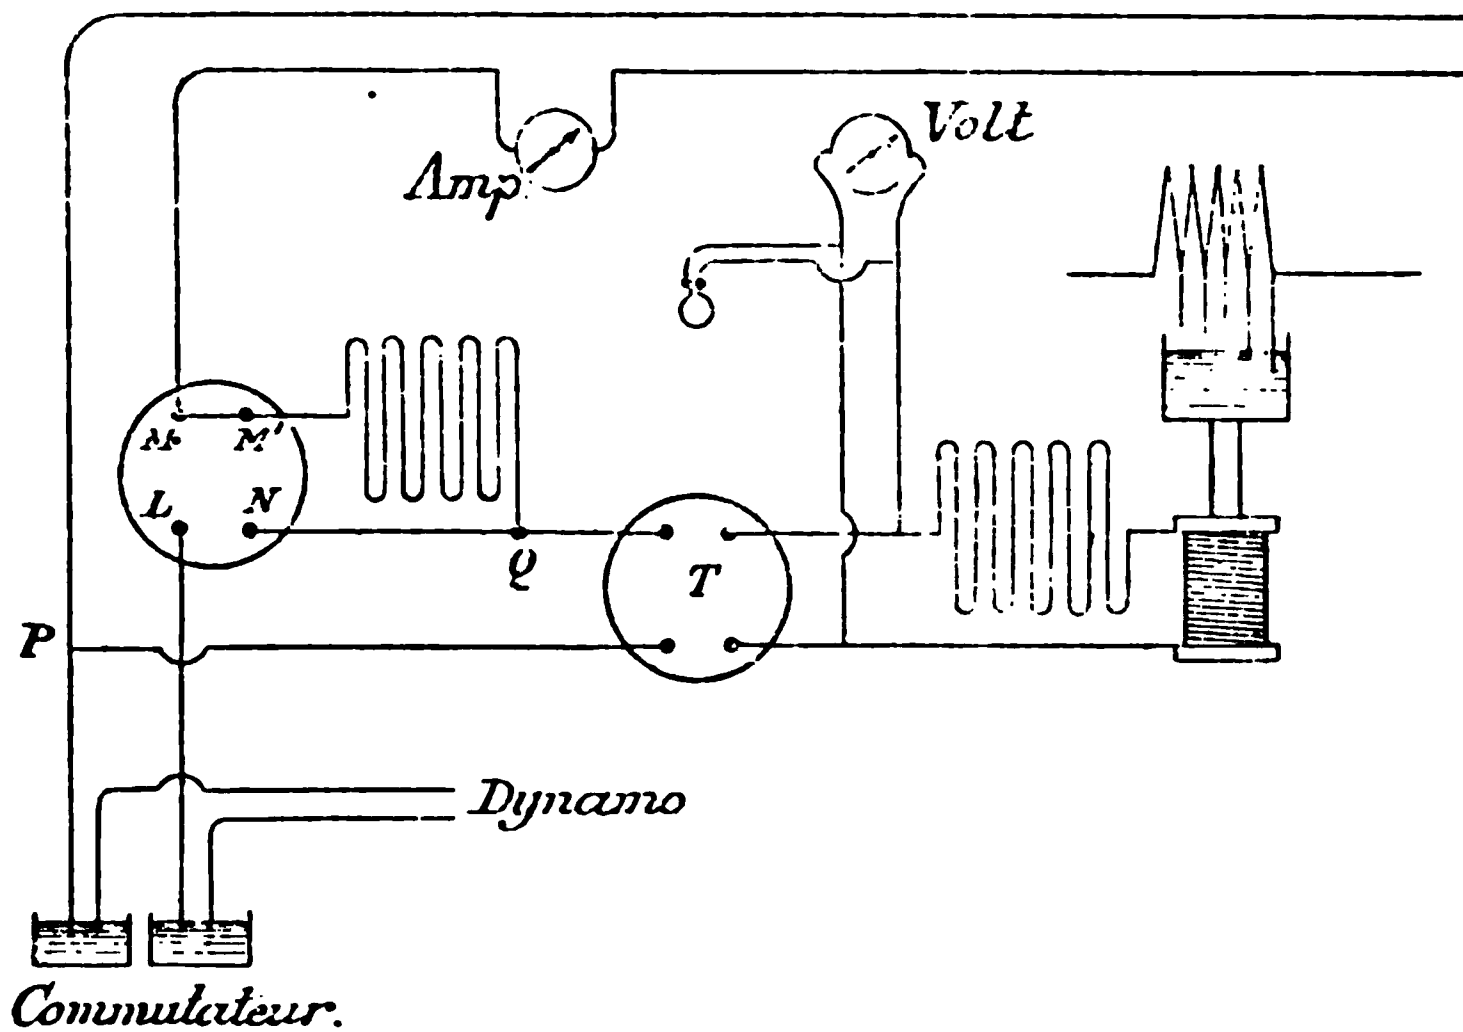 Volt
Amp
M M'
L N
Q T
P
Dynamo
Commutateur.